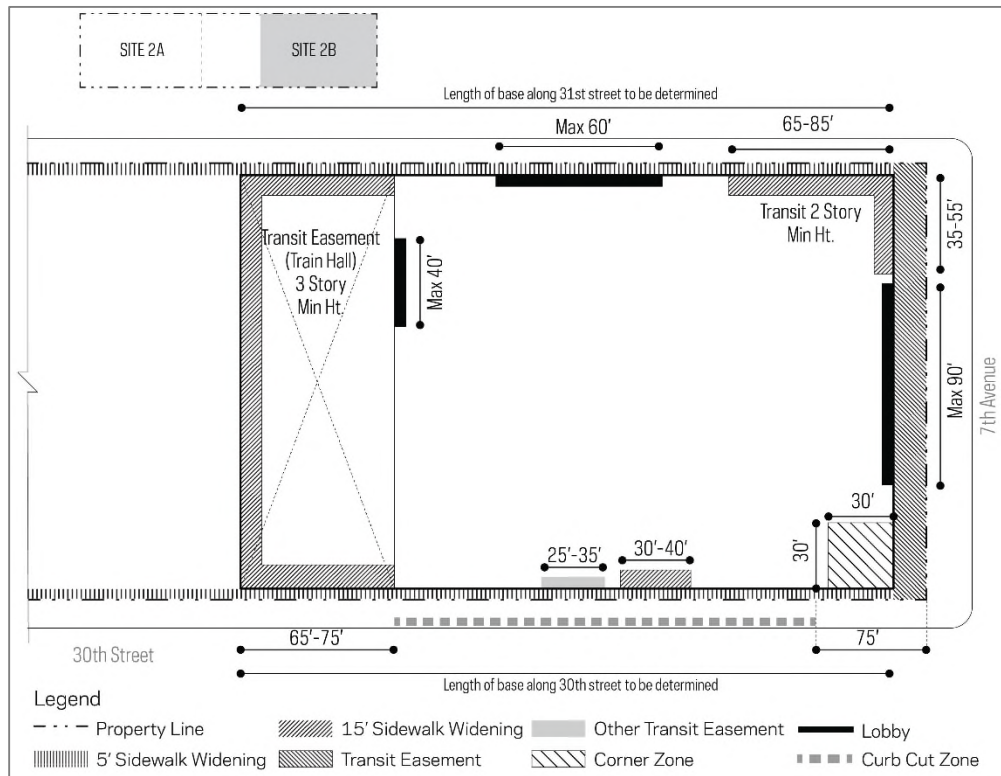 SITE 2A
SITE 2B
Length of base along 31st street to be determined
Max 60'
65-85'
Transit Easement
(Train Hall)
3 Story
Min Ht.
Max 40'
Transit 2 Story
Min Ht.
35-55'
Max 90'
7th Avenue
30'
30'
25'-35'
30'-40'
65'-75'
75'
30th Street
Length of base along 30th street to be determined
Legend
Property Line
15' Sidewalk Widening
Other Transit Easement
Lobby
5' Sidewalk Widening
Transit Easement
Corner Zone
Curb Cut Zone